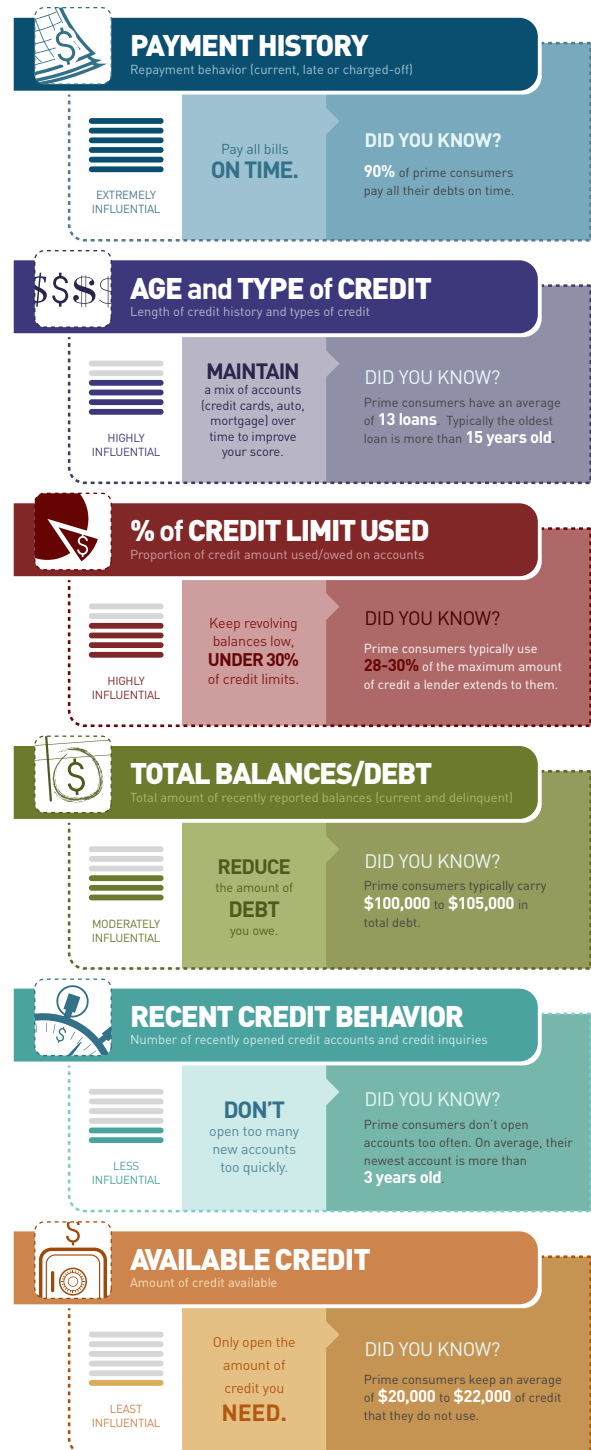 PAYMENT HISTORY
Repayment behavior (current, late or charged-off)
EXTREMELY
INFLUENTIAL
Pay all bills
ON TIME.
DID YOU KNOW?
90% of prime consumers
pay all their debts on time.
AGE and TYPE of CREDIT
Length of credit history and types of credit
HIGHLY
INFLUENTIAL
MAINTAIN
a mix of accounts
(credit cards, auto,
mortgage) over
time to improve
your score.
DID YOU KNOW?
Prime consumers have an average
of 13 loans. Typically the oldest
loan is more than 15 years old.
% of CREDIT LIMIT USED
Proportion of credit amount used/owed on accounts
HIGHLY
INFLUENTIAL
Keep revolving
balances low,
UNDER 30%
of credit limits.
DID YOU KNOW?
Prime consumers typically use
28-30% of the maximum amount
of credit a lender extends to them.
TOTAL BALANCES/DEBT
Total amount of recently reported balances (current and delinquent)
MODERATELY
INFLUENTIAL
REDUCE
the amount of
DEBT
you owe.
DID YOU KNOW?
Prime consumers typically carry
$100,000 to $105,000 in
total debt.
RECENT CREDIT BEHAVIOR
Number of recently opened credit accounts and credit inquiries
LESS
INFLUENTIAL
DON'T
open too many
new accounts
too quickly.
DID YOU KNOW?
Prime consumers don't open
accounts too often. On average, their
newest account is more than
3 years old.
AVAILABLE CREDIT
Amount of credit available
LEAST
INFLUENTIAL
Only open the
amount of
credit you
NEED.
DID YOU KNOW?
Prime consumers keep an average
of $20,000 to $22,000 of credit
that they do not use.